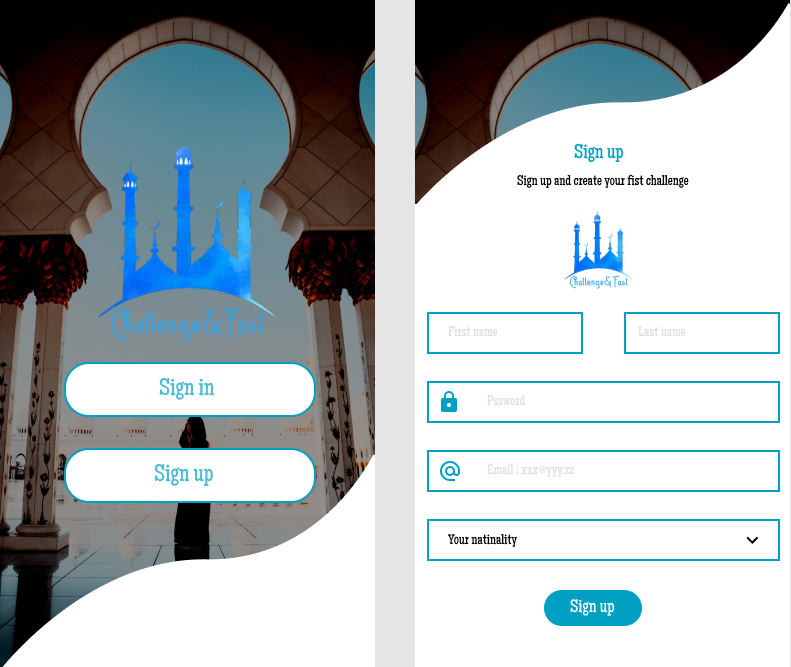 Challenge&Fast
Sign in
Sign up
Sign up
Sign up and create your fist challenge
Challenge&Fast
First name
Last name
Pssword
Email : xxx@yyy.zz
Your natinality
Sign up